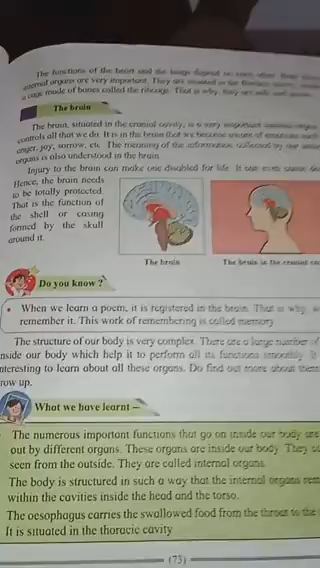 The functions of the heart and the lungs depend on each other. Both these
internal organs are very important. They are situated in the thoracic cavity, inside
a cage made of bones called the ribcage. That is why, they are safe and secure.
The brain
The brain, situated in the cranial cavity, is a very important internal organ
controls all that we do. It is in the brain that we become aware of emotions such
anger, joy, sorrow, etc. The meaning of the information collected by our sense
organs is also understood in the brain.
Injury to the brain can make one disabled for life. It can even cause
Hence, the brain needs
to be totally protected.
That is the function of
the shell or casing
formed by the skull
around it.
The brain
The brain in the cranial
Do you know ?
• When we learn a poem, it is registered in the brain. That is why, w
remember it. This work of remembering is called memory.
The structure of our body is very complex. There are a large number of
nside our body which help it to perform all its functions smoothly. It
nteresting to learn about all these organs. Do find out more about them
row up.
What we have learnt –
The numerous important functions that go on inside our body are
out by different organs. These organs are inside our body. They
seen from the outside. They are called internal organs.
The body is structured in such a way that the internal organs
within the cavities inside the head and the torso.
The oesophagus carries the swallowed food from the throat to the
It is situated in the thoracic cavity
(73)